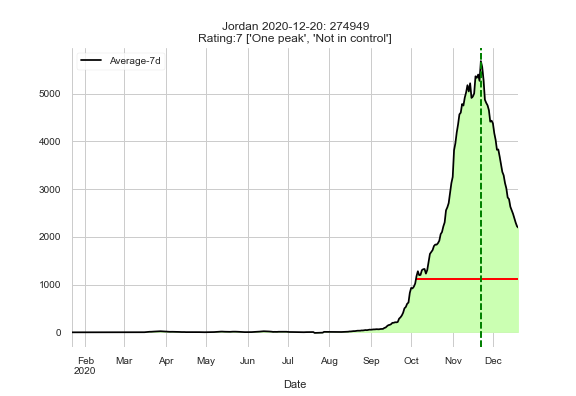 Jordan 2020-12-20: 274949
Rating:7 ['One peak', 'Not in control']
Average-7d
5000
4000
3000
2000
1000
0
Feb Mar Apr May Jun Jul Aug Sep Oct Nov Dec
2020
Date